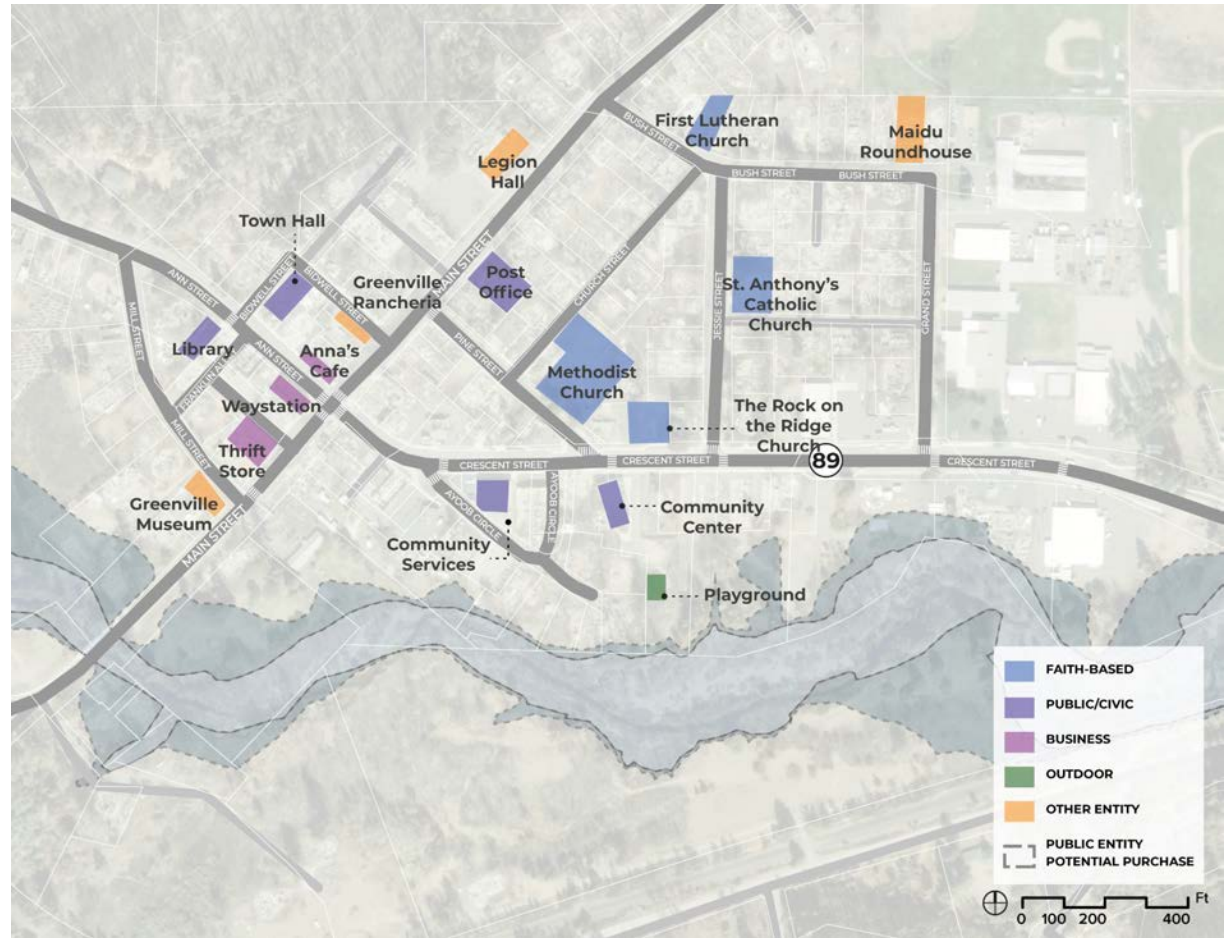 First Lutheran
Church
Maidu
Roundhouse
BUSH STREET
BUSH STREET
BUSH STREET
Legion
Hall
Town Hall
MAIN STREET
Greenville
Rancheria
Post
Office
CHURCH STREET
ANN STREET
BIDWELL STREET
BIDWELL STREET
MILL STREET
Library
FRANKLIN
ANN STREET
Anna's
Cafe
PINE STREET
JESSIE STREET
St. Anthony's
Catholic
Church
GRAND STREET
Waystation
Methodist
Church
The Rock on
the Ridge
Church
Thrift
Store
MILL STREET
89
CRESCENT STREET
CRESCENT STREET
CRESCENT STREET
Greenville
Museum
MAIN STREET
AYOOB CIRCLE
AYOOB CIRCLE
Community
Services
Community
Center
Playground
FAITH-BASED
PUBLIC/CIVIC
BUSINESS
OUTDOOR
OTHER ENTITY
PUBLIC ENTITY
POTENTIAL PURCHASE
Ft
0 100 200 400